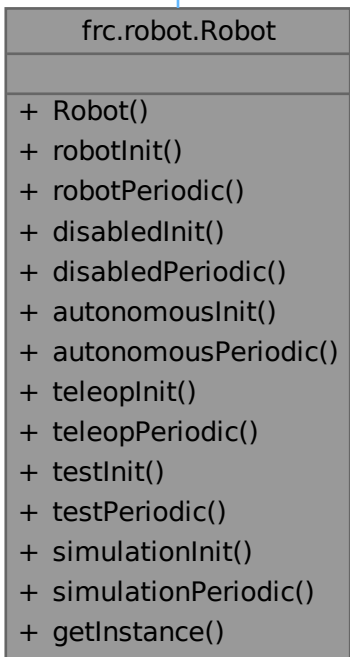 frc.robot.Robot
+ Robot()
+ robotInit()
+ robotPeriodic()
+ disabledInit()
+ disabledPeriodic()
+ autonomousInit()
+ autonomousPeriodic()
+ teleopInit()
+ teleopPeriodic()
+ testInit()
+ testPeriodic()
+ simulationInit()
+ simulationPeriodic()
+ getInstance()